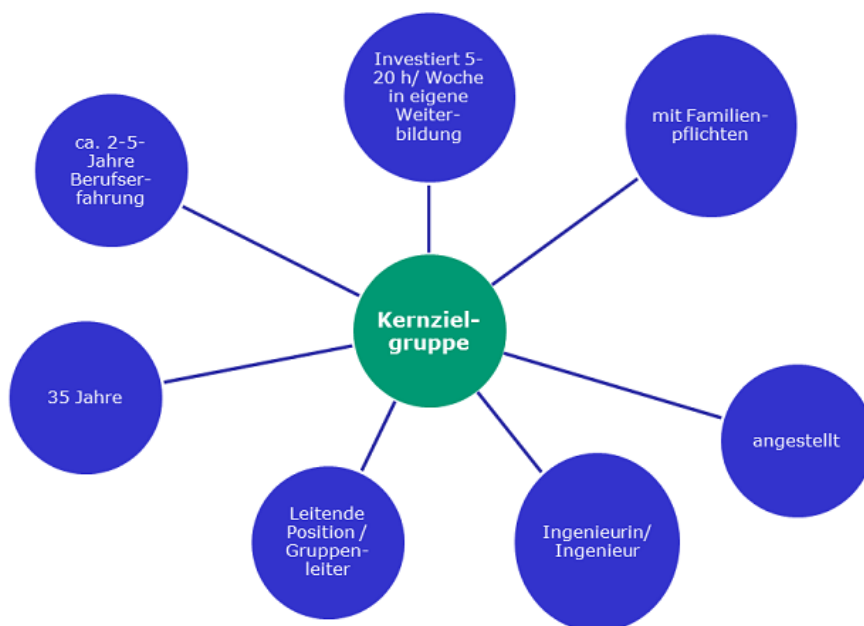 Investiert 5-
20 h/ Woche
in eigene
Weiter-
bildung
mit Familien-
pflichten
ca. 2-5-
Jahre
Berufser-
fahrung
Kernziel-
gruppe
35 Jahre
angestellt
Leitende
Position /
Gruppen-
leiter
Ingenieurin/
Ingenieur